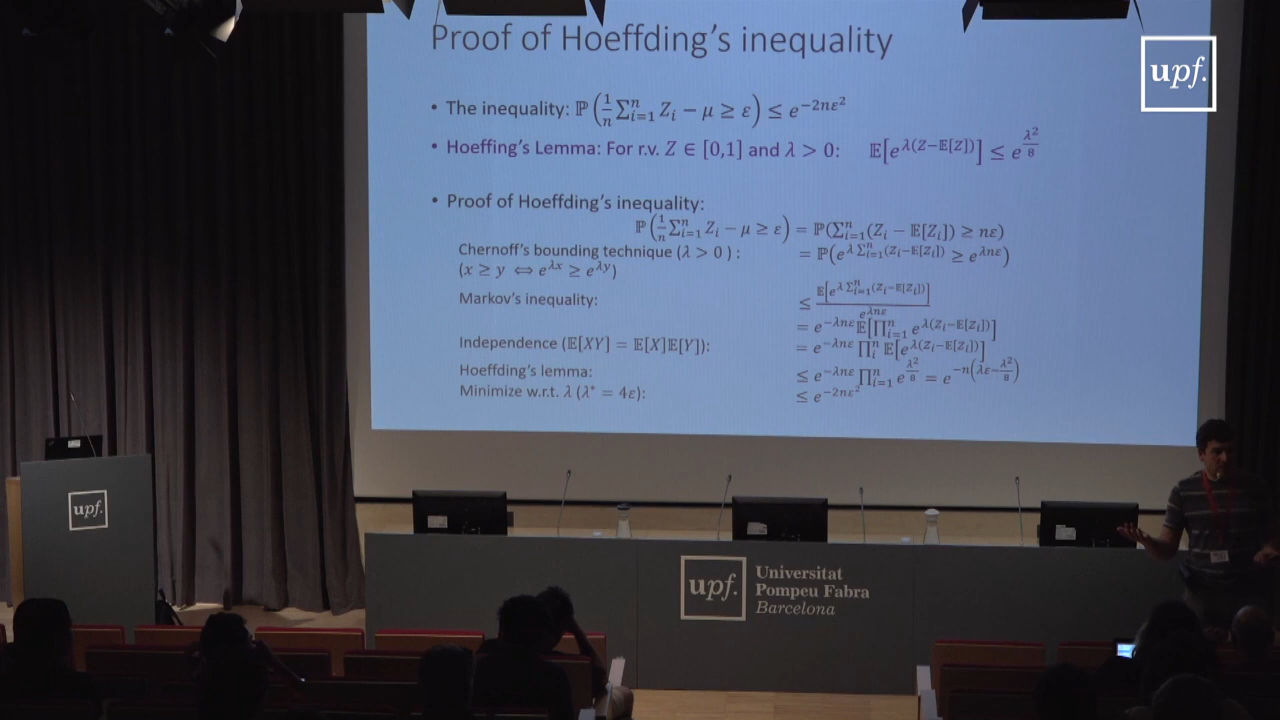 Proof of Hoeffding's inequality
upf.
• The inequality: ℙ(1/n ∑ᵢ₌₁ⁿ Zᵢ − μ ≥ ε) ≤ e^(−2nε²)
• Hoeffing's Lemma: For r.v. Z ∈ [0,1] and λ > 0: 𝔼[e^(λ(Z−𝔼[Z]))] ≤ e^(λ²/8)
• Proof of Hoeffding's inequality:
ℙ(1/n ∑ᵢ₌₁ⁿ Zᵢ − μ ≥ ε) = ℙ(∑ᵢ₌₁ⁿ(Zᵢ − 𝔼[Zᵢ]) ≥ nε)
Chernoff's bounding technique (λ > 0 ) : = ℙ(e^(λ ∑ᵢ₌₁ⁿ(Zᵢ−𝔼[Zᵢ])) ≥ e^(λnε))
(x ≥ y ⇔ e^(λx) ≥ e^(λy))
Markov's inequality: ≤ 𝔼[e^(λ ∑ᵢ₌₁ⁿ(Zᵢ−𝔼[Zᵢ]))] / e^(λnε)
= e^(−λnε) 𝔼[∏ᵢ₌₁ⁿ e^(λ(Zᵢ−𝔼[Zᵢ]))]
Independence (𝔼[XY] = 𝔼[X]𝔼[Y]): = e^(−λnε) ∏ᵢⁿ 𝔼[e^(λ(Zᵢ−𝔼[Zᵢ]))]
Hoeffding's lemma: ≤ e^(−λnε) ∏ᵢ₌₁ⁿ e^(λ²/8) = e^(−n(λε−λ²/8))
Minimize w.r.t. λ (λ* = 4ε): ≤ e^(−2nε²)
upf.
upf.
Universitat
Pompeu Fabra
Barcelona